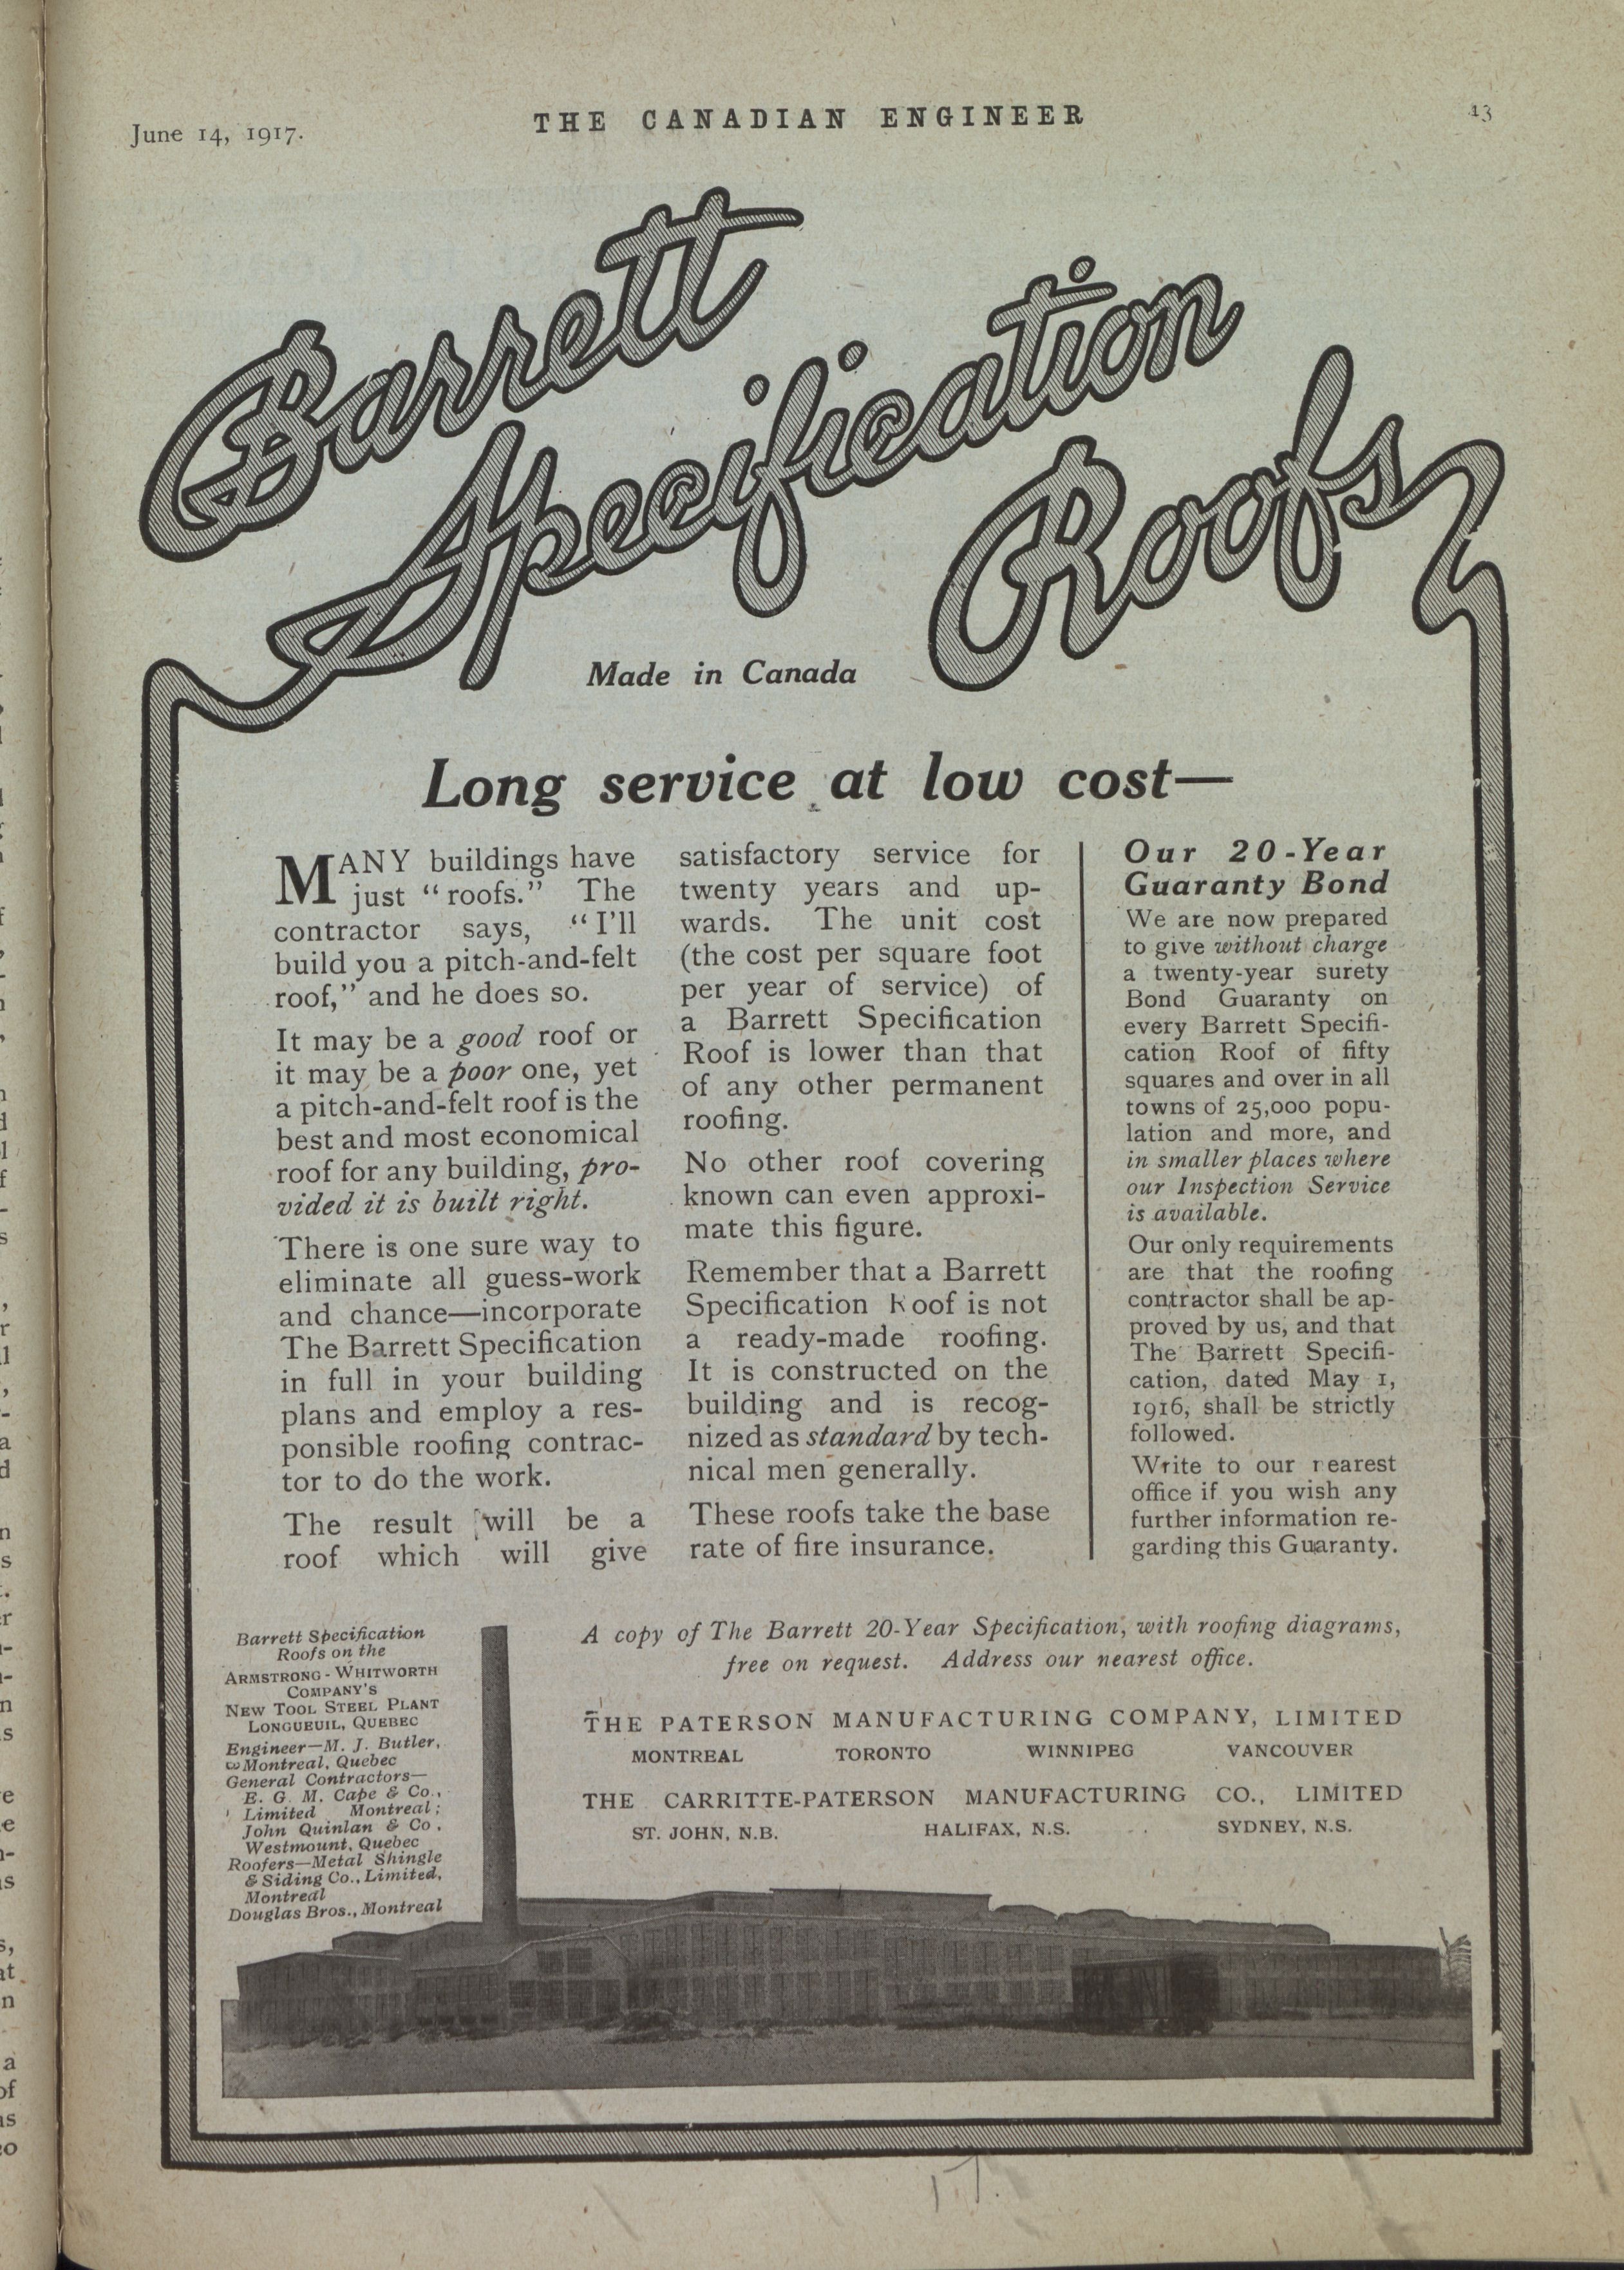 June 14, 1917.
THE CANADIAN ENGINEER
43
Barrett
Specification
Roofs
Made in Canada
Long service at low cost—
MANY buildings have
just “roofs.” The
contractor says, “I’ll
build you a pitch-and-felt
roof,” and he does so.
It may be a good roof or
it may be a poor one, yet
a pitch-and-felt roof is the
best and most economical
roof for any building, pro-
vided it is built right.
There is one sure way to
eliminate all guess-work
and chance—incorporate
The Barrett Specification
in full in your building
plans and employ a res-
ponsible roofing contrac-
tor to do the work.
The result will be a
roof which will give
satisfactory service for
twenty years and up-
wards. The unit cost
(the cost per square foot
per year of service) of
a Barrett Specification
Roof is lower than that
of any other permanent
roofing.
No other roof covering
known can even approxi-
mate this figure.
Remember that a Barrett
Specification Roof is not
a ready-made roofing.
It is constructed on the
building and is recog-
nized as standard by tech-
nical men generally.
These roofs take the base
rate of fire insurance.
Our 20-Year
Guaranty Bond
We are now prepared
to give without charge
a twenty-year surety
Bond Guaranty on
every Barrett Specifi-
cation Roof of fifty
squares and over in all
towns of 25,000 popu-
lation and more, and
in smaller places where
our Inspection Service
is available.
Our only requirements
are that the roofing
contractor shall be ap-
proved by us, and that
The Barrett Specifi-
cation, dated May 1,
1916, shall be strictly
followed.
Write to our nearest
office if you wish any
further information re-
garding this Guaranty.
Barrett Specification
Roofs on the
ARMSTRONG-WHITWORTH
COMPANY'S
NEW TOOL STEEL PLANT
LONGUEUIL, QUEBEC
Engineer—M. J. Butler,
Montreal, Quebec
General Contractors—
E. G. M. Cape & Co.,
Limited Montreal;
John Quinlan & Co.,
Westmount, Quebec
Roofers—Metal Shingle
& Siding Co., Limited,
Montreal
Douglas Bros., Montreal
A copy of The Barrett 20-Year Specification, with roofing diagrams,
free on request. Address our nearest office.
THE PATERSON MANUFACTURING COMPANY, LIMITED
MONTREAL TORONTO WINNIPEG VANCOUVER
THE CARRITTE-PATERSON MANUFACTURING CO., LIMITED
ST. JOHN, N.B. HALIFAX, N.S. SYDNEY, N.S.